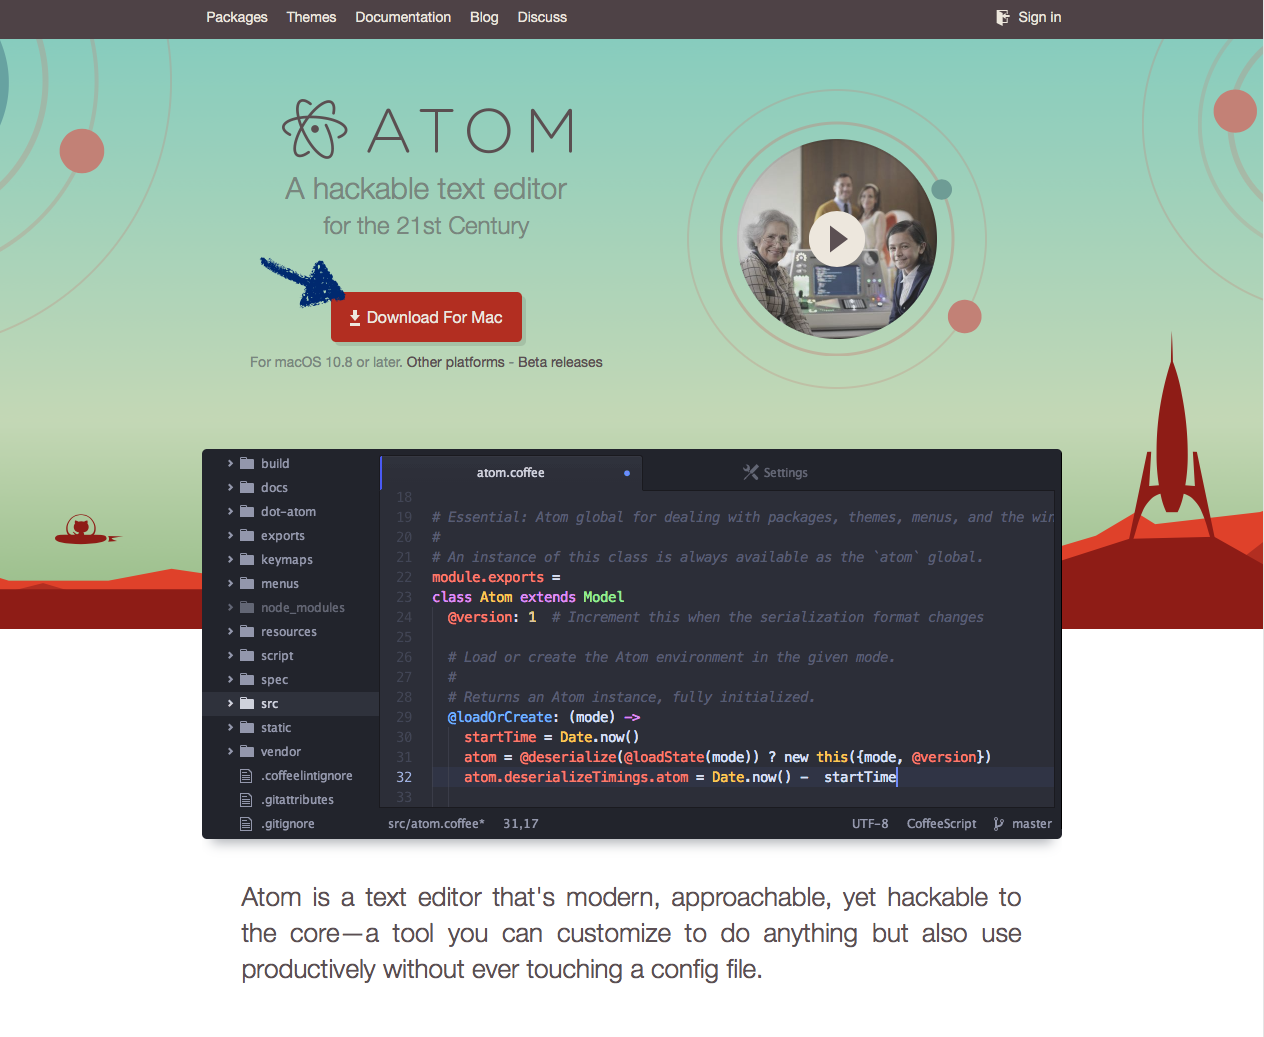 Packages Themes Documentation Blog Discuss Sign in
ATOM
A hackable text editor
for the 21st Century
Download For Mac
For macOS 10.8 or later. Other platforms - Beta releases
build
docs
dot-atom
exports
keymaps
menus
node_modules
resources
script
spec
src
static
vendor
.coffeelintignore
.gitattributes
.gitignore
atom.coffee Settings
18
19 # Essential: Atom global for dealing with packages, themes, menus, and the win
20 #
21 # An instance of this class is always available as the `atom` global.
22 module.exports =
23 class Atom extends Model
24 @version: 1 # Increment this when the serialization format changes
25
26 # Load or create the Atom environment in the given mode.
27 #
28 # Returns an Atom instance, fully initialized.
29 @loadOrCreate: (mode) ->
30 startTime = Date.now()
31 atom = @deserialize(@loadState(mode)) ? new this({mode, @version})
32 atom.deserializeTimings.atom = Date.now() - startTime
33
src/atom.coffee* 31,17 UTF-8 CoffeeScript master
Atom is a text editor that's modern, approachable, yet hackable to
the core—a tool you can customize to do anything but also use
productively without ever touching a config file.